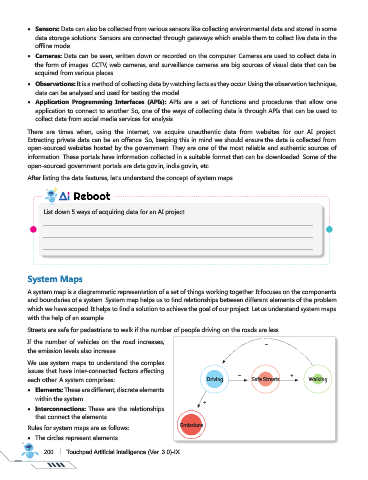 • Sensors: Data can also be collected from various sensors like collecting environmental data and stored in some
data storage solutions Sensors are connected through gateways which enable them to collect live data in the
offline mode
• Cameras: Data can be seen, written down or recorded on the computer Cameras are used to collect data in
the form of images CCTV, web cameras, and surveillance cameras are big sources of visual data that can be
acquired from various places
• Observations: It is a method of collecting data by watching facts as they occur Using the observation technique,
data can be analysed and used for testing the model
• Application Programming Interfaces (APIs): APIs are a set of functions and procedures that allow one
application to connect to another So, one of the ways of collecting data is through APIs that can be used to
collect data from social media services for analysis
There are times when, using the internet, we acquire unauthentic data from websites for our AI project
Extracting private data can be an offence So, keeping this in mind we should ensure the data is collected from
open-sourced websites hosted by the government They are one of the most reliable and authentic sources of
information These portals have information collected in a suitable format that can be downloaded Some of the
open-sourced government portals are data gov in, india gov in, etc
After listing the data features, let's understand the concept of system maps
Ai Reboot
List down 5 ways of acquiring data for an AI project
System Maps
A system map is a diagrammatic representation of a set of things working together It focuses on the components
and boundaries of a system System map helps us to find relationships between different elements of the problem
which we have scoped It helps to find a solution to achieve the goal of our project Let us understand system maps
with the help of an example
Streets are safe for pedestrians to walk if the number of people driving on the roads are less
If the number of vehicles on the road increases,
the emission levels also increase
We use system maps to understand the complex
issues that have inter-connected factors affecting
each other A system comprises:
• Elements: These are different, discrete elements
within the system
• Interconnections: These are the relationships
that connect the elements
Rules for system maps are as follows:
• The circles represent elements
–
Driving
–
Safe Streets
+
Walking
+
Emissions
200 | Touchpad Artificial Intelligence (Ver 3 0)-IX